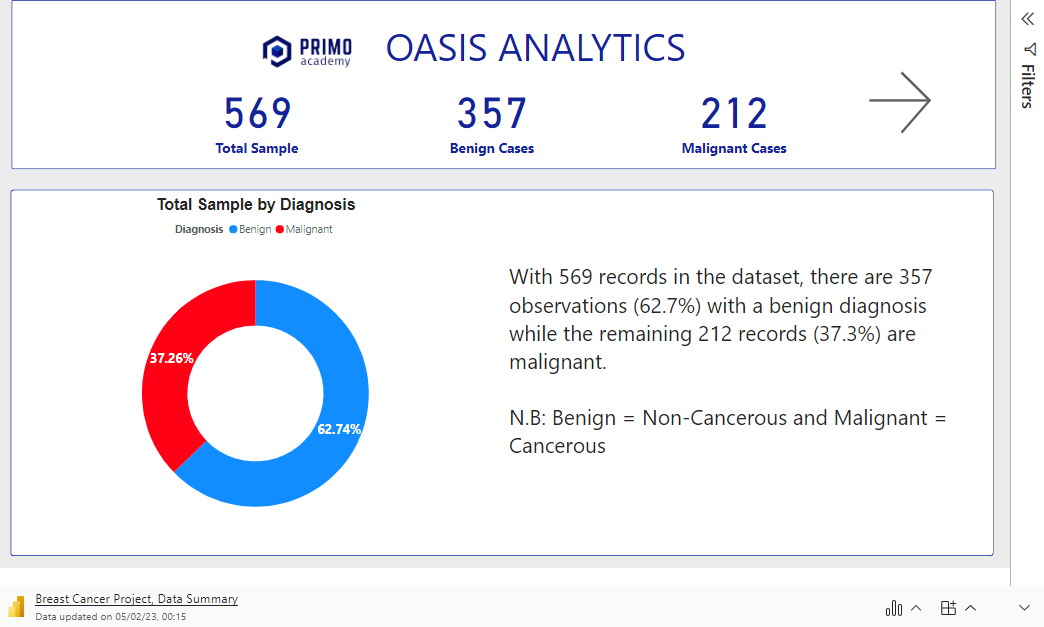 PRIMO
academy
OASIS ANALYTICS
569
Total Sample
357
Benign Cases
212
Malignant Cases
Filters
Total Sample by Diagnosis
Diagnosis Benign Malignant
37.26%
62.74%
With 569 records in the dataset, there are 357
observations (62.7%) with a benign diagnosis
while the remaining 212 records (37.3%) are
malignant.
N.B: Benign = Non-Cancerous and Malignant =
Cancerous
Breast Cancer Project, Data Summary
Data updated on 05/02/23, 00:15